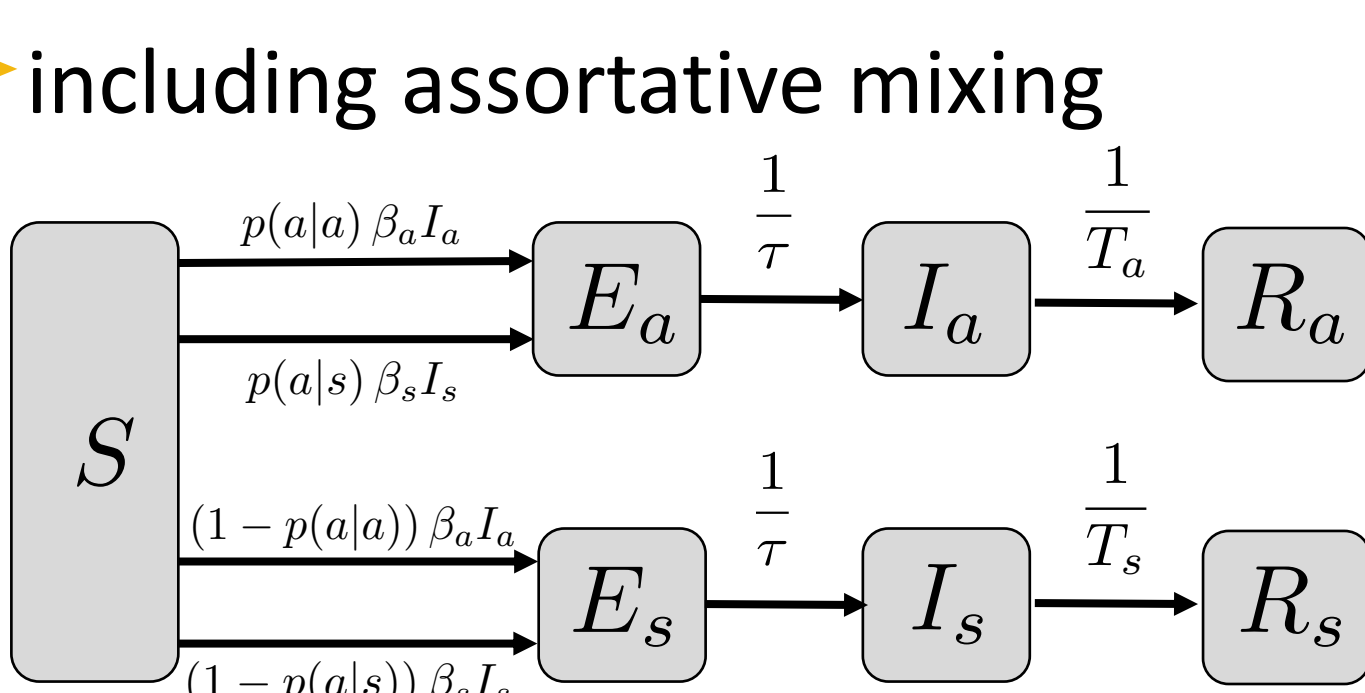 including assortative mixing
p(a|a) β_a I_a
p(a|s) β_s I_s
S
(1 − p(a|a)) β_a I_a
(1 − p(a|s)) β_s I_s
E_a
1/τ
I_a
1/T_a
R_a
E_s
1/τ
I_s
1/T_s
R_s